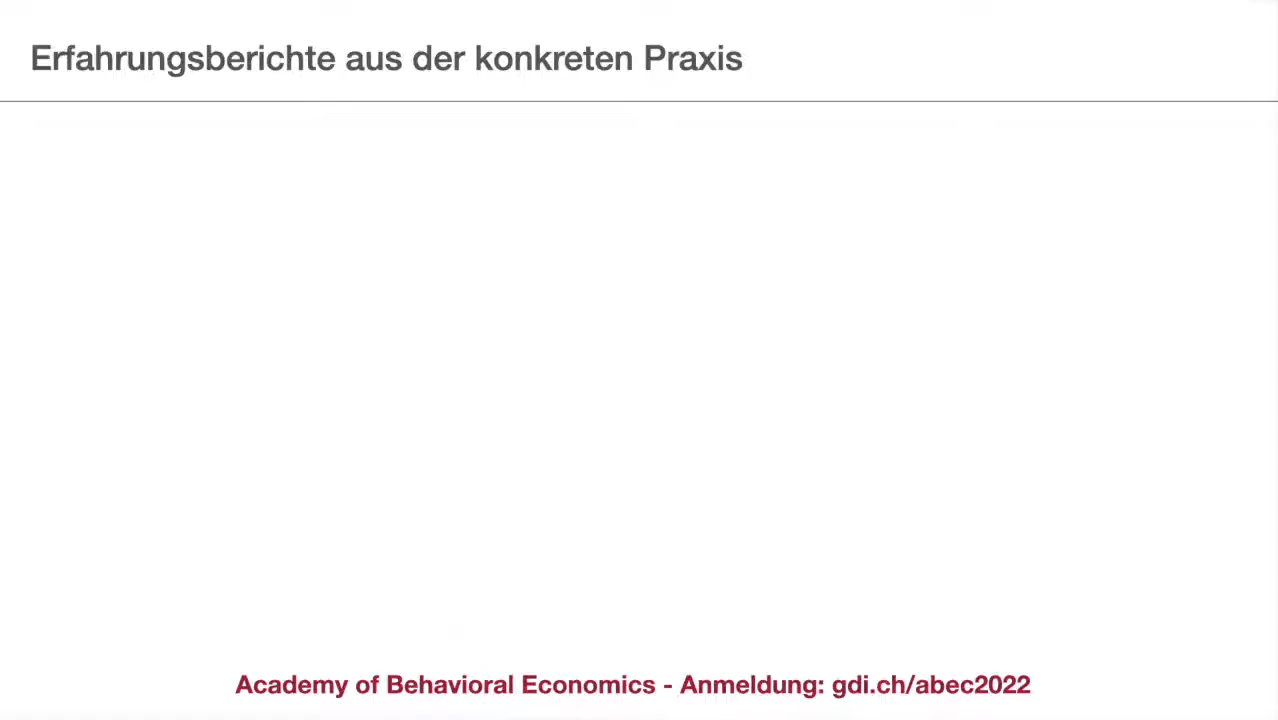 Erfahrungsberichte aus der konkreten Praxis
Academy of Behavioral Economics - Anmeldung: gdi.ch/abec2022